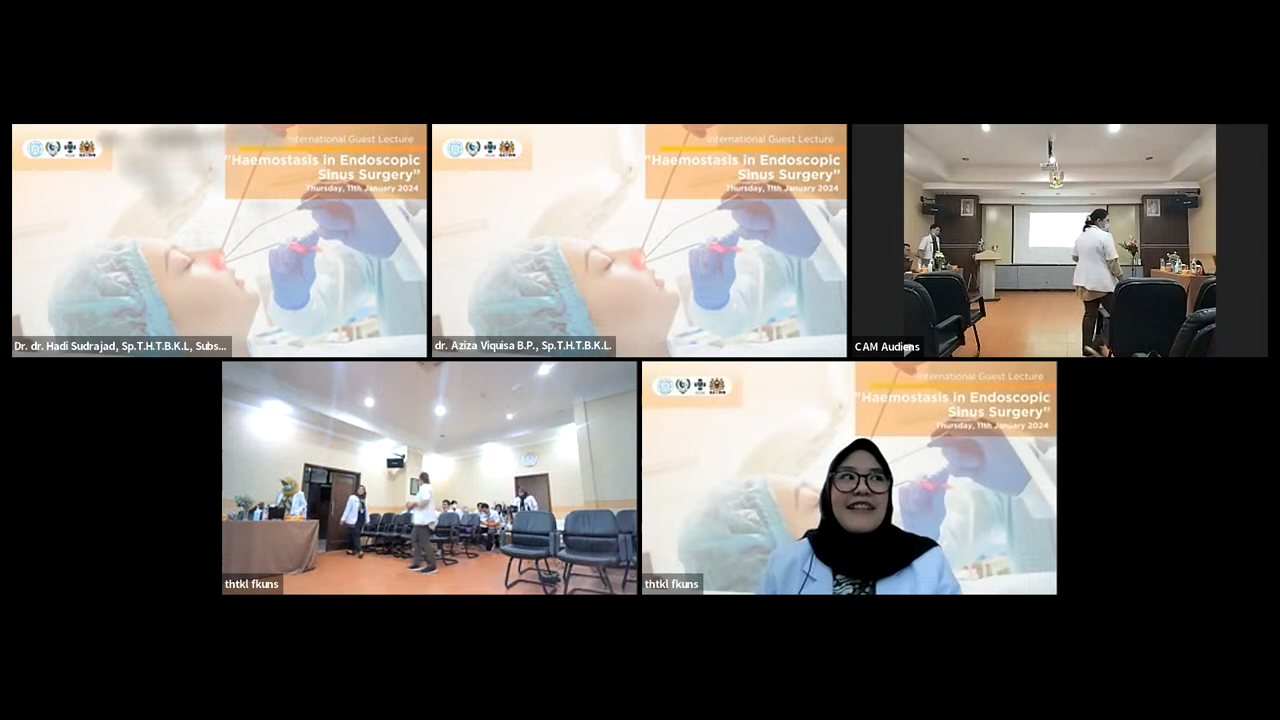 International Guest Lecture
"Haemostasis in Endoscopic
Sinus Surgery"
Thursday, 11th January 2024
Dr. dr. Hadi Sudrajad, Sp.T.H.T.B.K.L, Subs...
International Guest Lecture
"Haemostasis in Endoscopic
Sinus Surgery"
Thursday, 11th January 2024
dr. Aziza Viquisa B.P., Sp.T.H.T.B.K.L.
CAM Audiens
thtkl fkuns
International Guest Lecture
"Haemostasis in Endoscopic
Sinus Surgery"
Thursday, 11th January 2024
thtkl fkuns